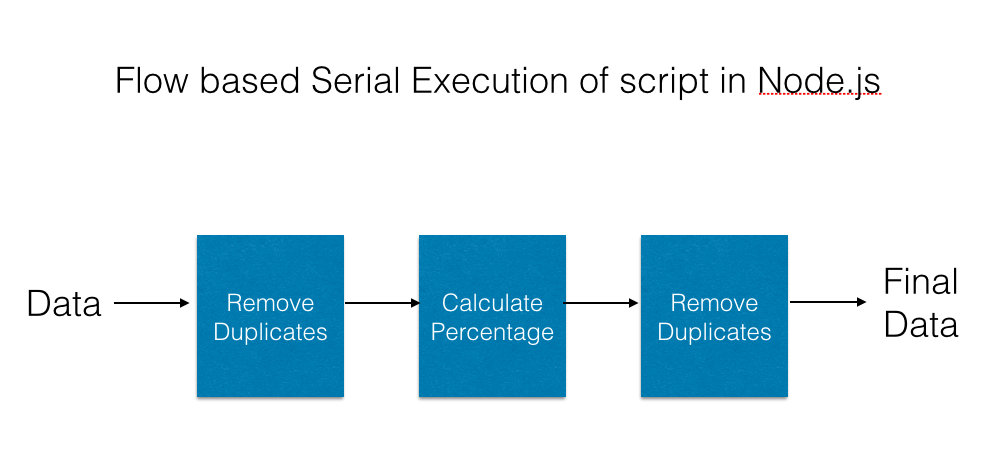 Flow based Serial Execution of script in Node.js
Data
Remove
Duplicates
Calculate
Percentage
Remove
Duplicates
Final
Data